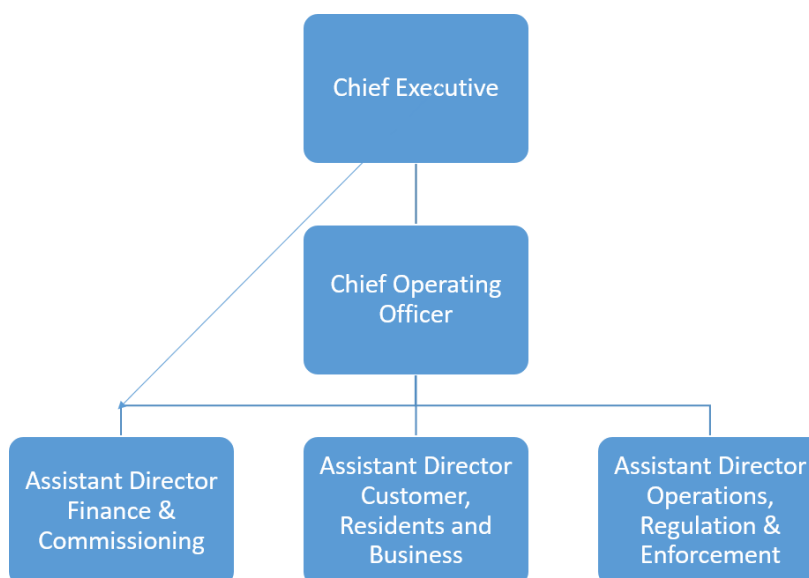 Chief Executive
Chief Operating
Officer
Assistant Director
Finance &
Commissioning
Assistant Director
Customer,
Residents and
Business
Assistant Director
Operations,
Regulation &
Enforcement